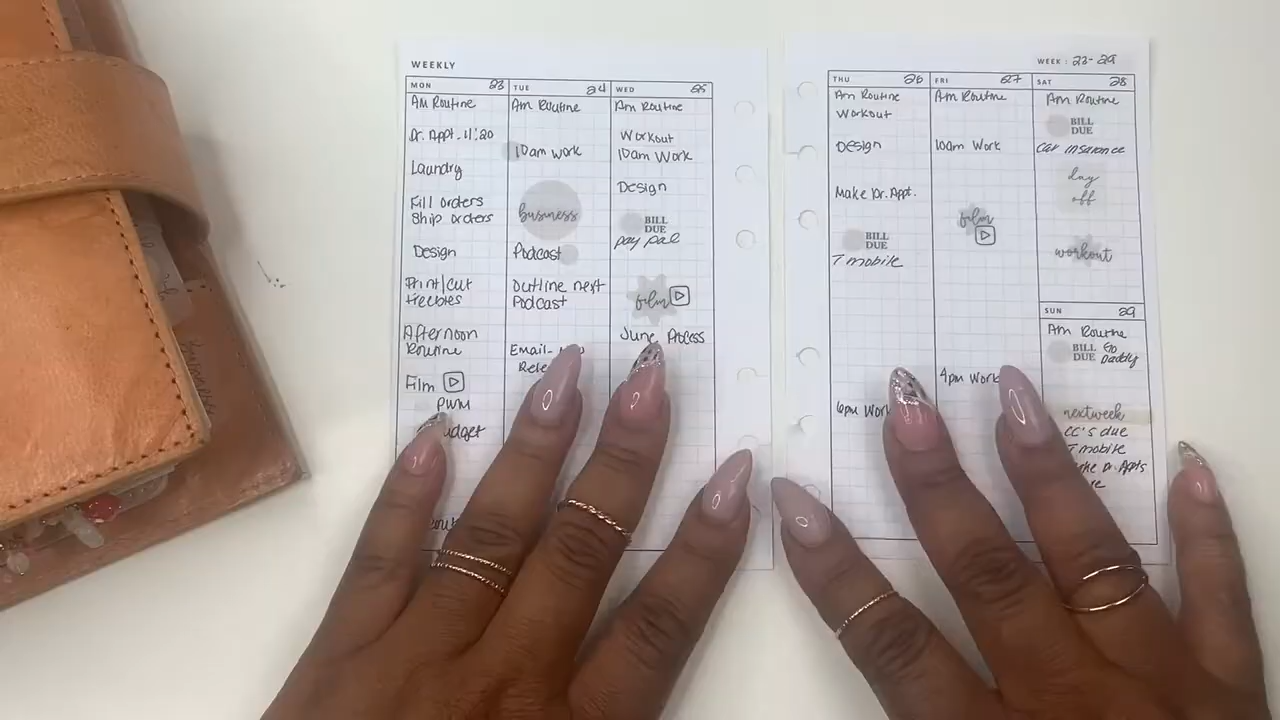 WEEKLY
MON 23
Am Routine
Dr. Appt. 11:20
Laundry
Fill orders
Ship orders
Design
Print/cut
freebies
Afternoon
Routine
Film
PWM
TUE 24
Am Routine
10am Work
business
Podcast
Outline next
Podcast
Email-
WED 25
Am Routine
Workout
10am Work
Design
BILL
DUE
pay pal
film
June Process
WEEK: 23-29
THU 26
Am Routine
Workout
Design
Make Dr. Appt.
BILL
DUE
T mobile
6pm Work
FRI 27
Am Routine
10am Work
film
4pm Work
SAT 28
Am Routine
BILL
DUE
car insurance
day
off
workout
SUN 29
Am Routine
BILL
DUE
Go
daddy
next week
CC's due
T mobile
Dr. Appts